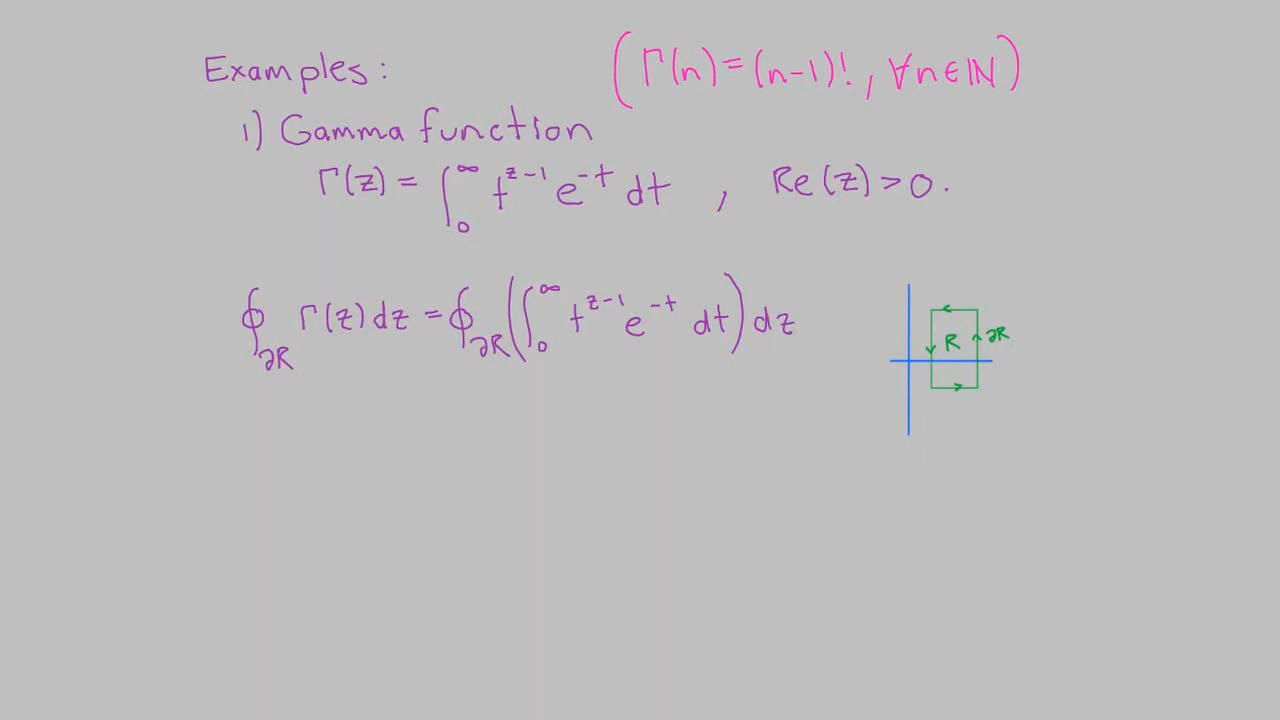 Examples: (Γ(n) = (n-1)!, ∀n∈ℕ)
1) Gamma function
Γ(z) = ∫₀^∞ t^{z-1} e^{-t} dt , Re(z) > 0.
∮_{∂R} Γ(z) dz = ∮_{∂R} (∫₀^∞ t^{z-1} e^{-t} dt) dz
R ∂R